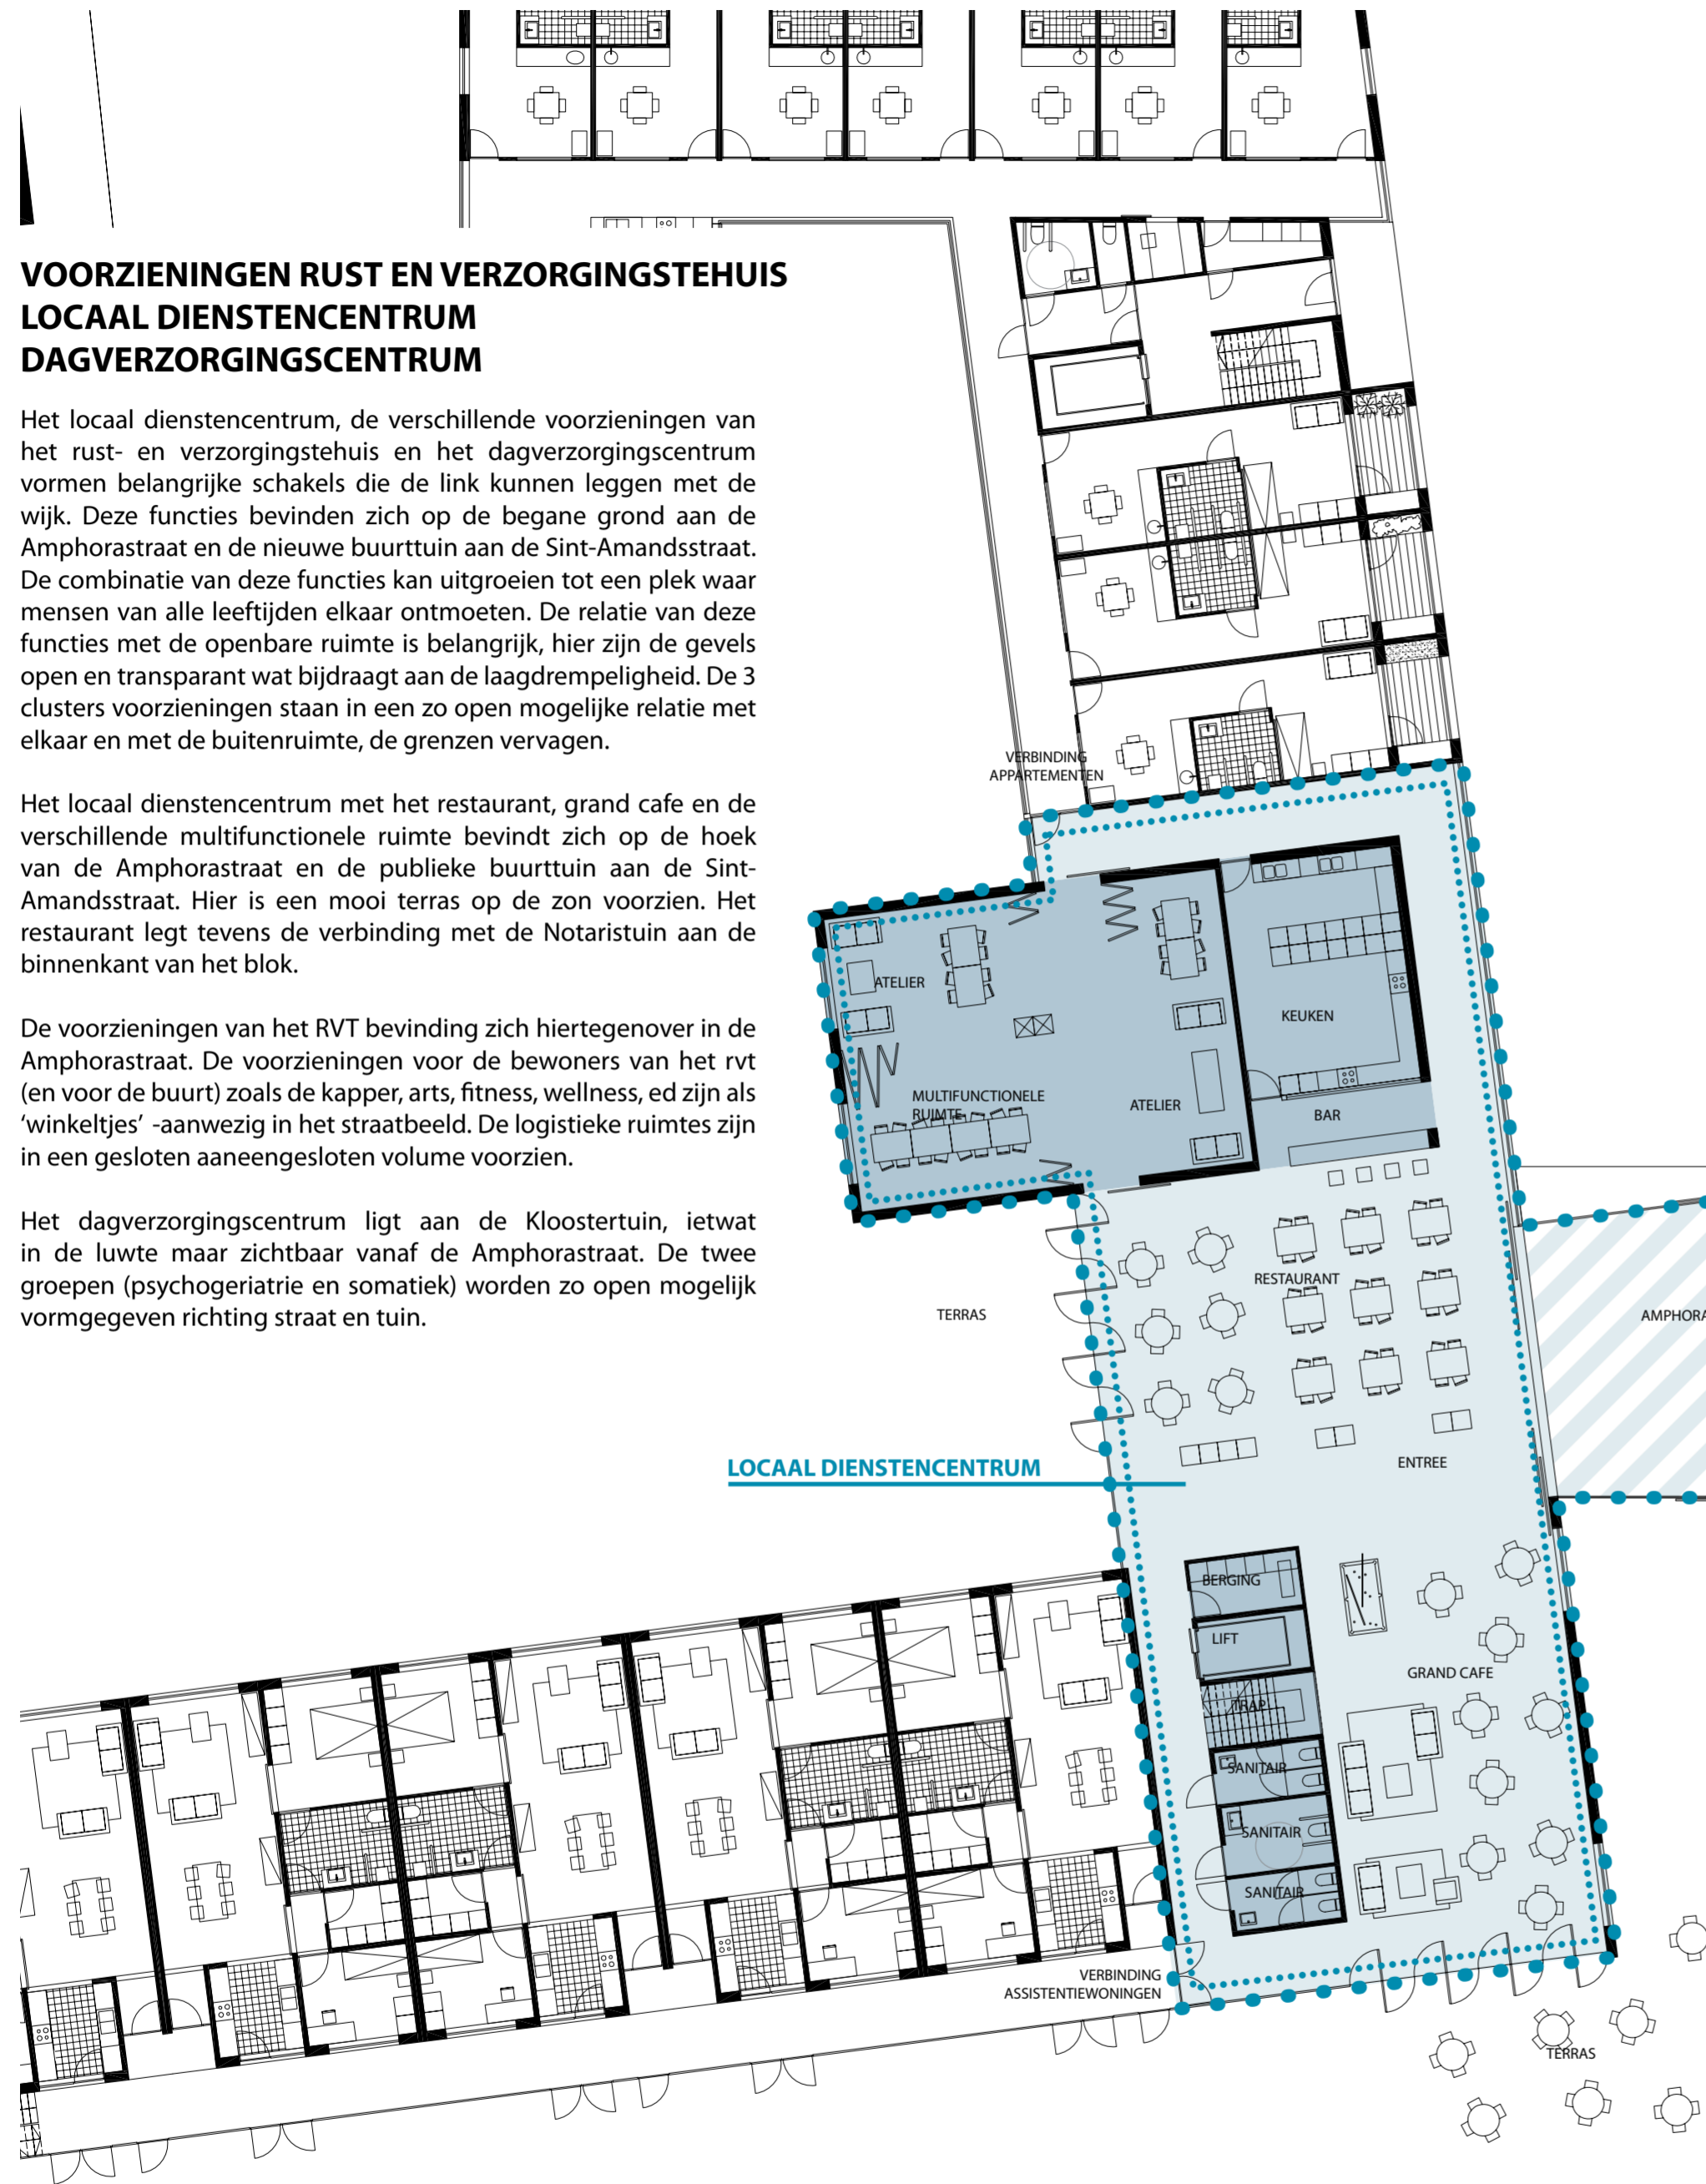 VOORZIENINGEN RUST EN VERZORGINGSTEHUIS
LOCAAL DIENSTENCENTRUM
DAGVERZORGINGSCENTRUM
Het locaal dienstencentrum, de verschillende voorzieningen van
het rust- en verzorgingstehuis en het dagverzorgingscentrum
vormen belangrijke schakels die de link kunnen leggen met de
wijk. Deze functies bevinden zich op de begane grond aan de
Amphorastraat en de nieuwe buurttuin aan de Sint-Amandsstraat.
De combinatie van deze functies kan uitgroeien tot een plek waar
mensen van alle leeftijden elkaar ontmoeten. De relatie van deze
functies met de openbare ruimte is belangrijk, hier zijn de gevels
open en transparant wat bijdraagt aan de laagdrempeligheid. De 3
clusters voorzieningen staan in een zo open mogelijke relatie met
elkaar en met de buitenruimte, de grenzen vervagen.
Het locaal dienstencentrum met het restaurant, grand cafe en de
verschillende multifunctionele ruimte bevindt zich op de hoek
van de Amphorastraat en de publieke buurttuin aan de Sint-
Amandsstraat. Hier is een mooi terras op de zon voorzien. Het
restaurant legt tevens de verbinding met de Notaristuin aan de
binnenkant van het blok.
De voorzieningen van het RVT bevinding zich hiertegenover in de
Amphorastraat. De voorzieningen voor de bewoners van het rvt
(en voor de buurt) zoals de kapper, arts, fitness, wellness, ed zijn als
‘winkeltjes’ -aanwezig in het straatbeeld. De logistieke ruimtes zijn
in een gesloten aaneengesloten volume voorzien.
Het dagverzorgingscentrum ligt aan de Kloostertuin, ietwat
in de luwte maar zichtbaar vanaf de Amphorastraat. De twee
groepen (psychogeriatrie en somatiek) worden zo open mogelijk
vormgegeven richting straat en tuin.
VERBINDING
APPARTEMENTEN
ATELIER
KEUKEN
MULTIFUNCTIONELE
RUIMTE
ATELIER
BAR
RESTAURANT
TERRAS
AMPHORA
LOCAAL DIENSTENCENTRUM
ENTREE
BERGING
LIFT
GRAND CAFE
TRAP
SANITAIR
SANITAIR
SANITAIR
VERBINDING
ASSISTENTIEWONINGEN
TERRAS